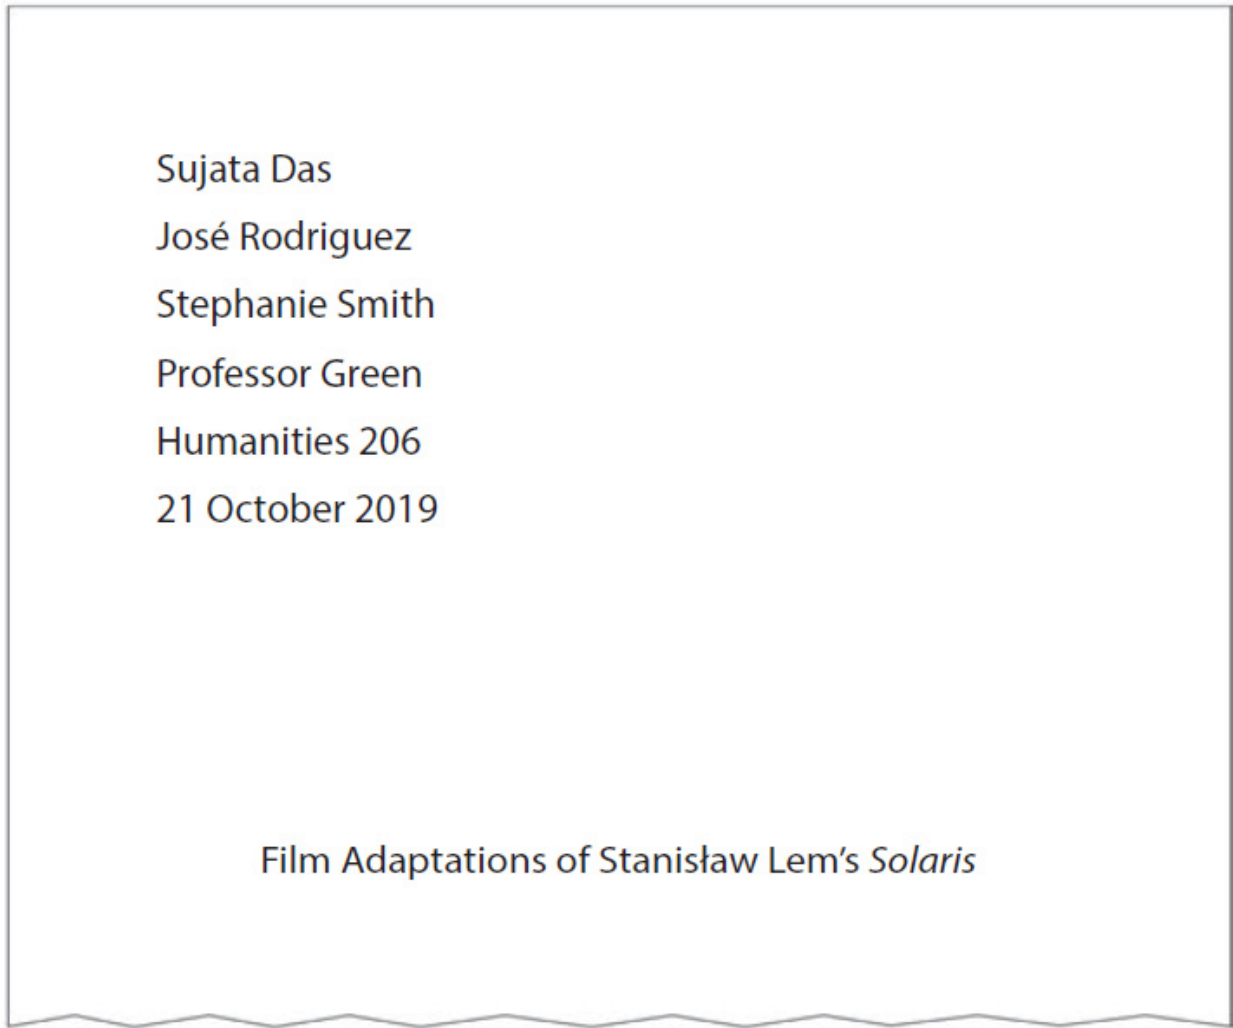 Sujata Das
José Rodriguez
Stephanie Smith
Professor Green
Humanities 206
21 October 2019
Film Adaptations of Stanisław Lem’s Solaris